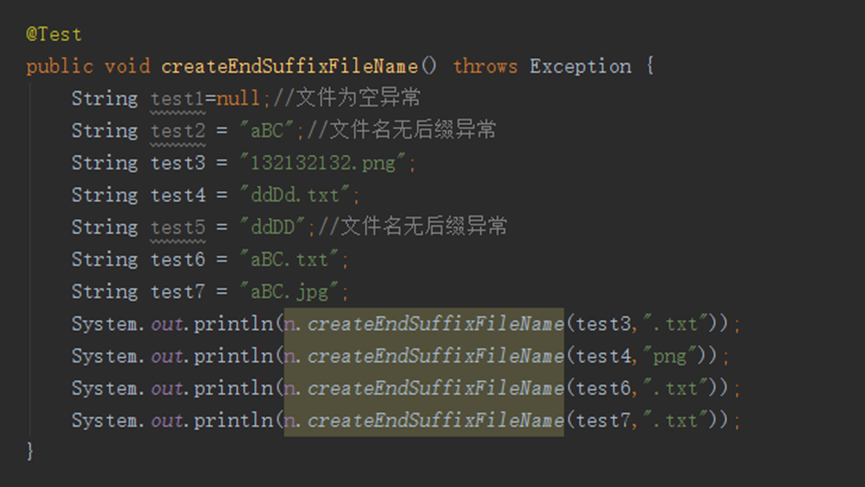 @Test
public void createEndSuffixFileName() throws Exception {
String test1=null;//文件为空异常
String test2 = "aBC";//文件名无后缀异常
String test3 = "132132132.png";
String test4 = "ddDd.txt";
String test5 = "ddDD";//文件名无后缀异常
String test6 = "aBC.txt";
String test7 = "aBC.jpg";
System.out.println(n.createEndSuffixFileName(test3,".txt"));
System.out.println(n.createEndSuffixFileName(test4,"png"));
System.out.println(n.createEndSuffixFileName(test6,".txt"));
System.out.println(n.createEndSuffixFileName(test7,".txt"));
}